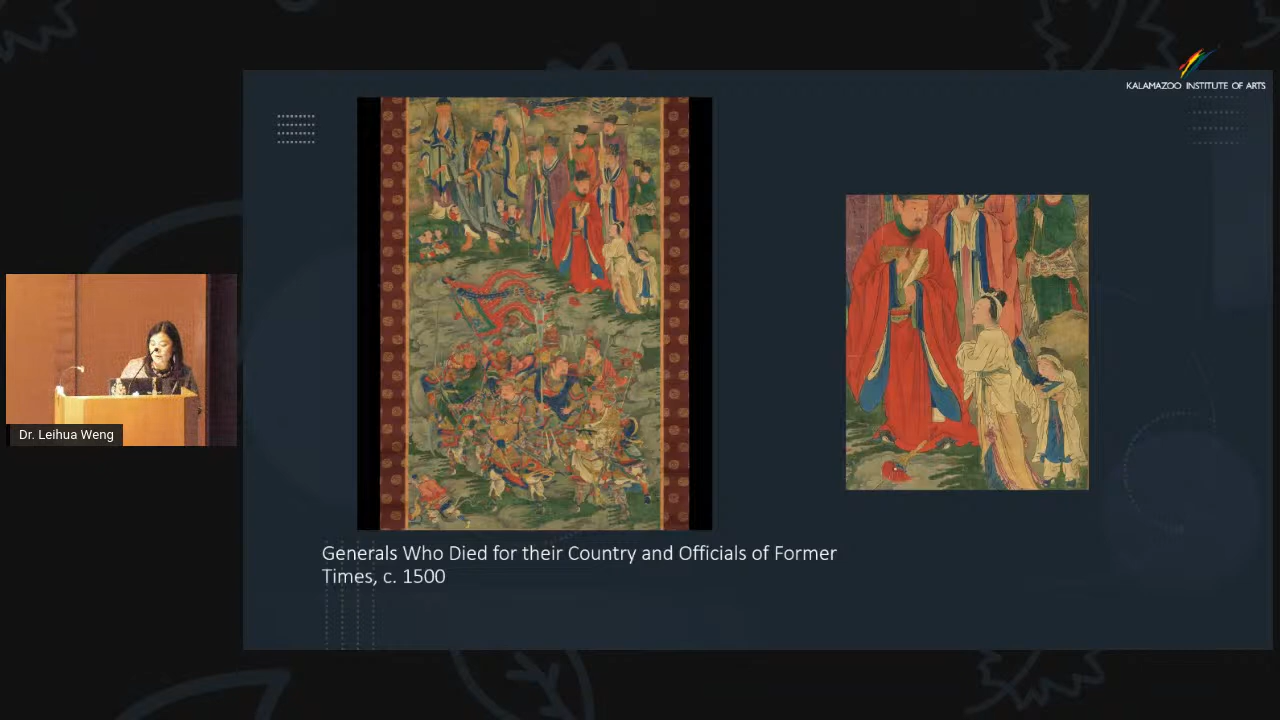 KALAMAZOO INSTITUTE OF ARTS
Dr. Leihua Weng
Generals Who Died for their Country and Officials of Former
Times, c. 1500